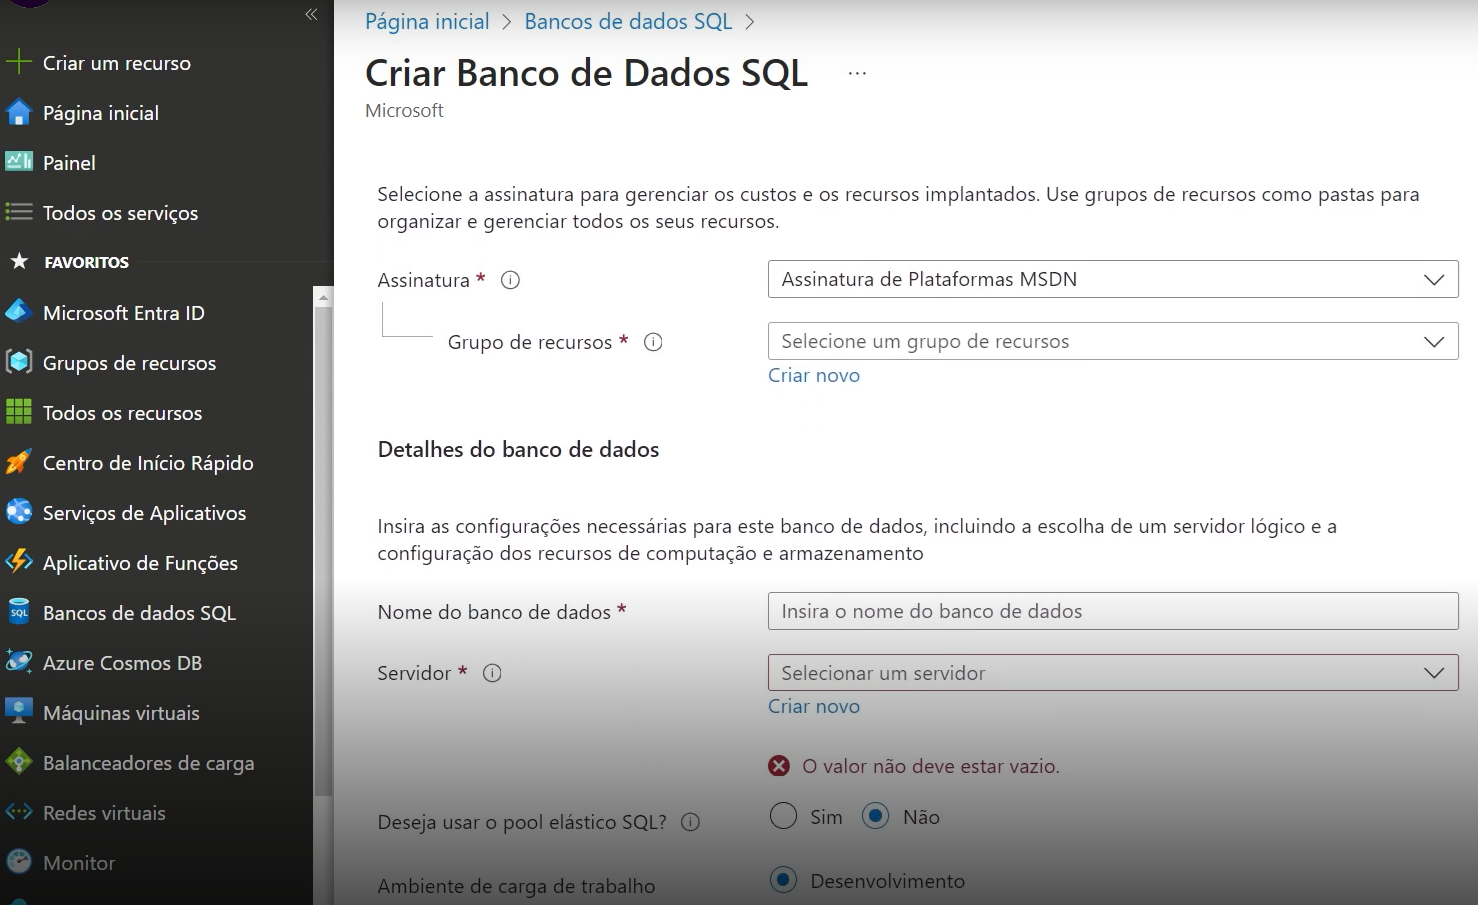 «
Criar um recurso
Página inicial
Painel
Todos os serviços
FAVORITOS
Microsoft Entra ID
Grupos de recursos
Todos os recursos
Centro de Início Rápido
Serviços de Aplicativos
Aplicativo de Funções
SQL
Bancos de dados SQL
Azure Cosmos DB
Máquinas virtuais
Balanceadores de carga
Redes virtuais
Monitor
Página inicial > Bancos de dados SQL >
Criar Banco de Dados SQL ...
Microsoft
Selecione a assinatura para gerenciar os custos e os recursos implantados. Use grupos de recursos como pastas para
organizar e gerenciar todos os seus recursos.
Assinatura *
Assinatura de Plataformas MSDN
Grupo de recursos *
Selecione um grupo de recursos
Criar novo
Detalhes do banco de dados
Insira as configurações necessárias para este banco de dados, incluindo a escolha de um servidor lógico e a
configuração dos recursos de computação e armazenamento
Nome do banco de dados *
Insira o nome do banco de dados
Servidor *
Selecionar um servidor
Criar novo
O valor não deve estar vazio.
Deseja usar o pool elástico SQL?
Sim
Não
Ambiente de carga de trabalho
Desenvolvimento